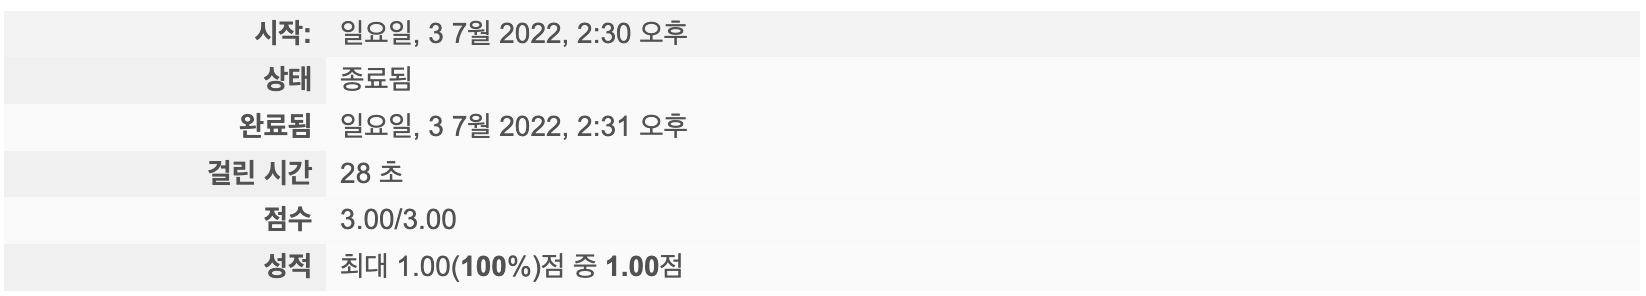 시작: 일요일, 3 7월 2022, 2:30 오후
상태 종료됨
완료됨 일요일, 3 7월 2022, 2:31 오후
걸린 시간 28 초
점수 3.00/3.00
성적 최대 1.00(100%)점 중 1.00점